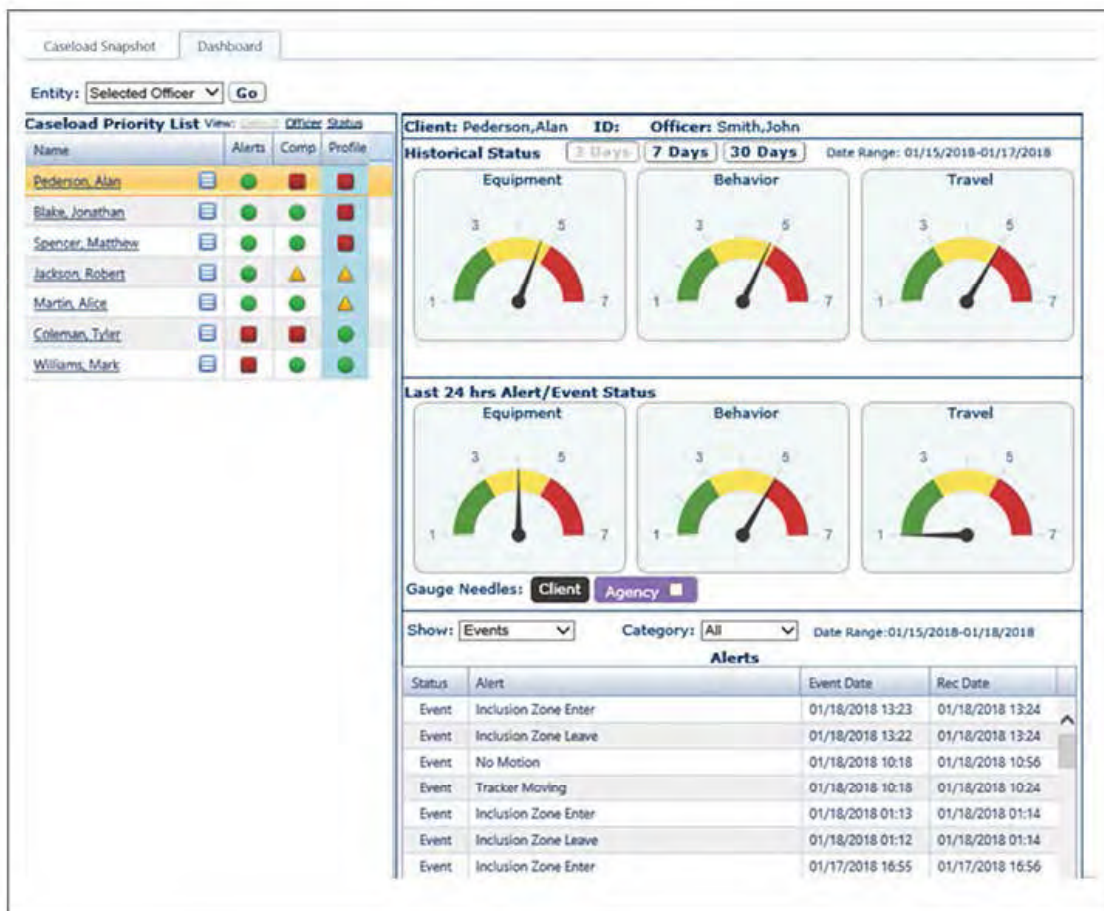 Caseload Snapshot Dashboard
Entity: Selected Officer Go
Caseload Priority List View: Officer Status
Name Alerts Comp Profile
Pederson, Alan
Blake, Jonathan
Spencer, Matthew
Jackson, Robert
Martin, Alice
Coleman, Tyler
Williams, Mark
Client: Pederson,Alan ID: Officer: Smith,John
Historical Status 3 Days 7 Days 30 Days Date Range: 01/15/2018-01/17/2018
Equipment Behavior Travel
3 5 3 5 3 5
1 7 1 7 1 7
Last 24 hrs Alert/Event Status
Equipment Behavior Travel
3 5 3 5 3 5
1 7 1 7 1 7
Gauge Needles: Client Agency
Show: Events Category: All Date Range:01/15/2018-01/18/2018
Alerts
Status Alert Event Date Rec Date
Event Inclusion Zone Enter 01/18/2018 13:23 01/18/2018 13:24
Event Inclusion Zone Leave 01/18/2018 13:22 01/18/2018 13:24
Event No Motion 01/18/2018 10:18 01/18/2018 10:56
Event Tracker Moving 01/18/2018 10:18 01/18/2018 10:24
Event Inclusion Zone Enter 01/18/2018 01:13 01/18/2018 01:14
Event Inclusion Zone Leave 01/18/2018 01:12 01/18/2018 01:14
Event Inclusion Zone Enter 01/17/2018 16:55 01/17/2018 16:56